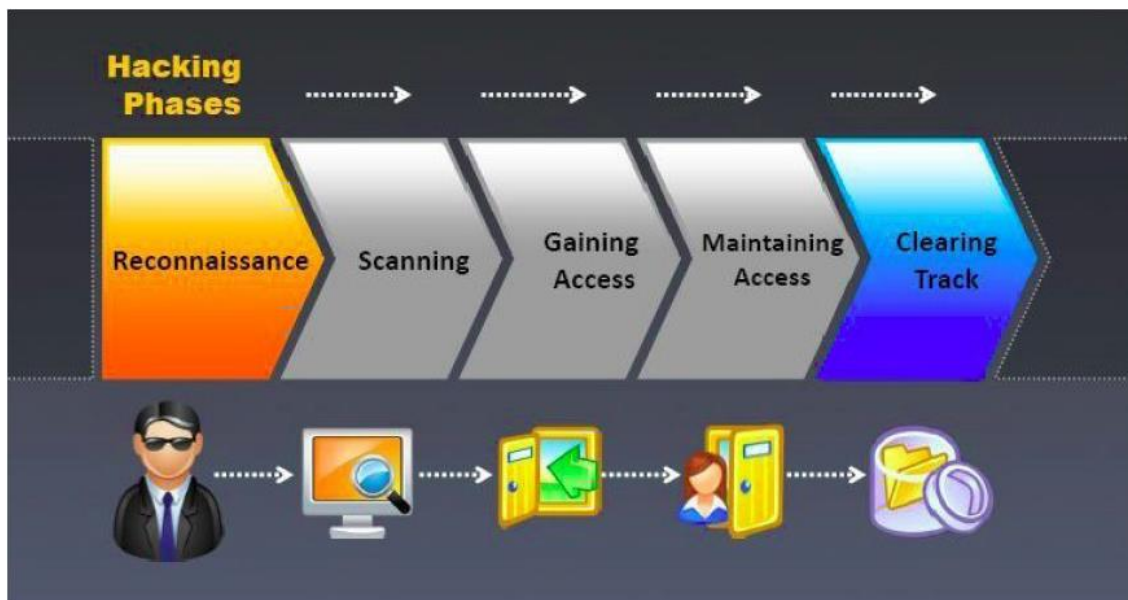 Hacking
Phases
Reconnaissance
Scanning
Gaining
Access
Maintaining
Access
Clearing
Track